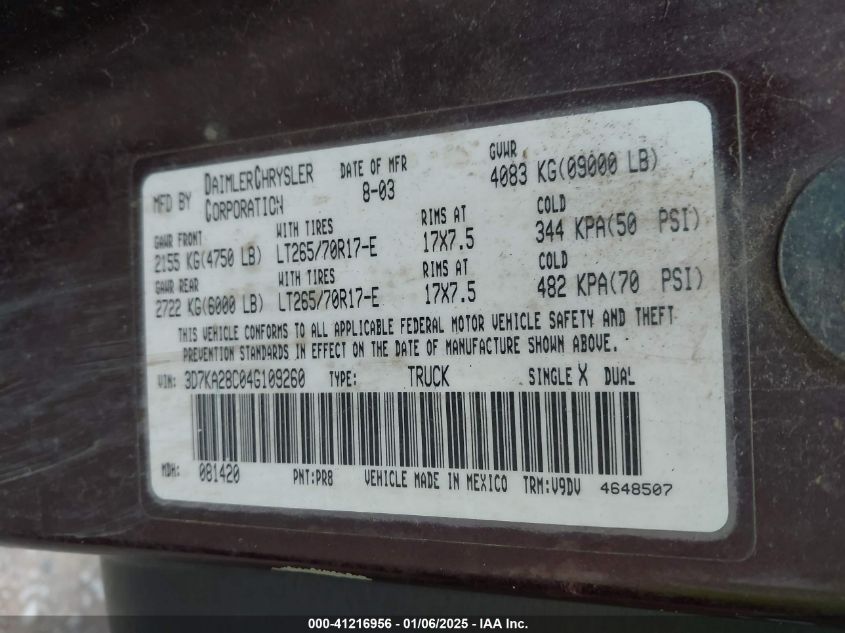 MFD BY DAIMLERCHRYSLER CORPORATION DATE OF MFR 8-03 GVWR 4083 KG(09000 LB)
GAWR FRONT WITH TIRES RIMS AT COLD
2155 KG(4750 LB) LT265/70R17-E 17X7.5 344 KPA(50 PSI)
GAWR REAR WITH TIRES RIMS AT COLD
2722 KG(6000 LB) LT265/70R17-E 17X7.5 482 KPA(70 PSI)
THIS VEHICLE CONFORMS TO ALL APPLICABLE FEDERAL MOTOR VEHICLE SAFETY AND THEFT
PREVENTION STANDARDS IN EFFECT ON THE DATE OF MANUFACTURE SHOWN ABOVE.
VIN: 3D7KA28C04G109260 TYPE: TRUCK SINGLE X DUAL
MDH: 081420 PNT:PR8 VEHICLE MADE IN MEXICO TRM:V9DV 4648507
000-41216956 — 01/06/2025 — IAA Inc.